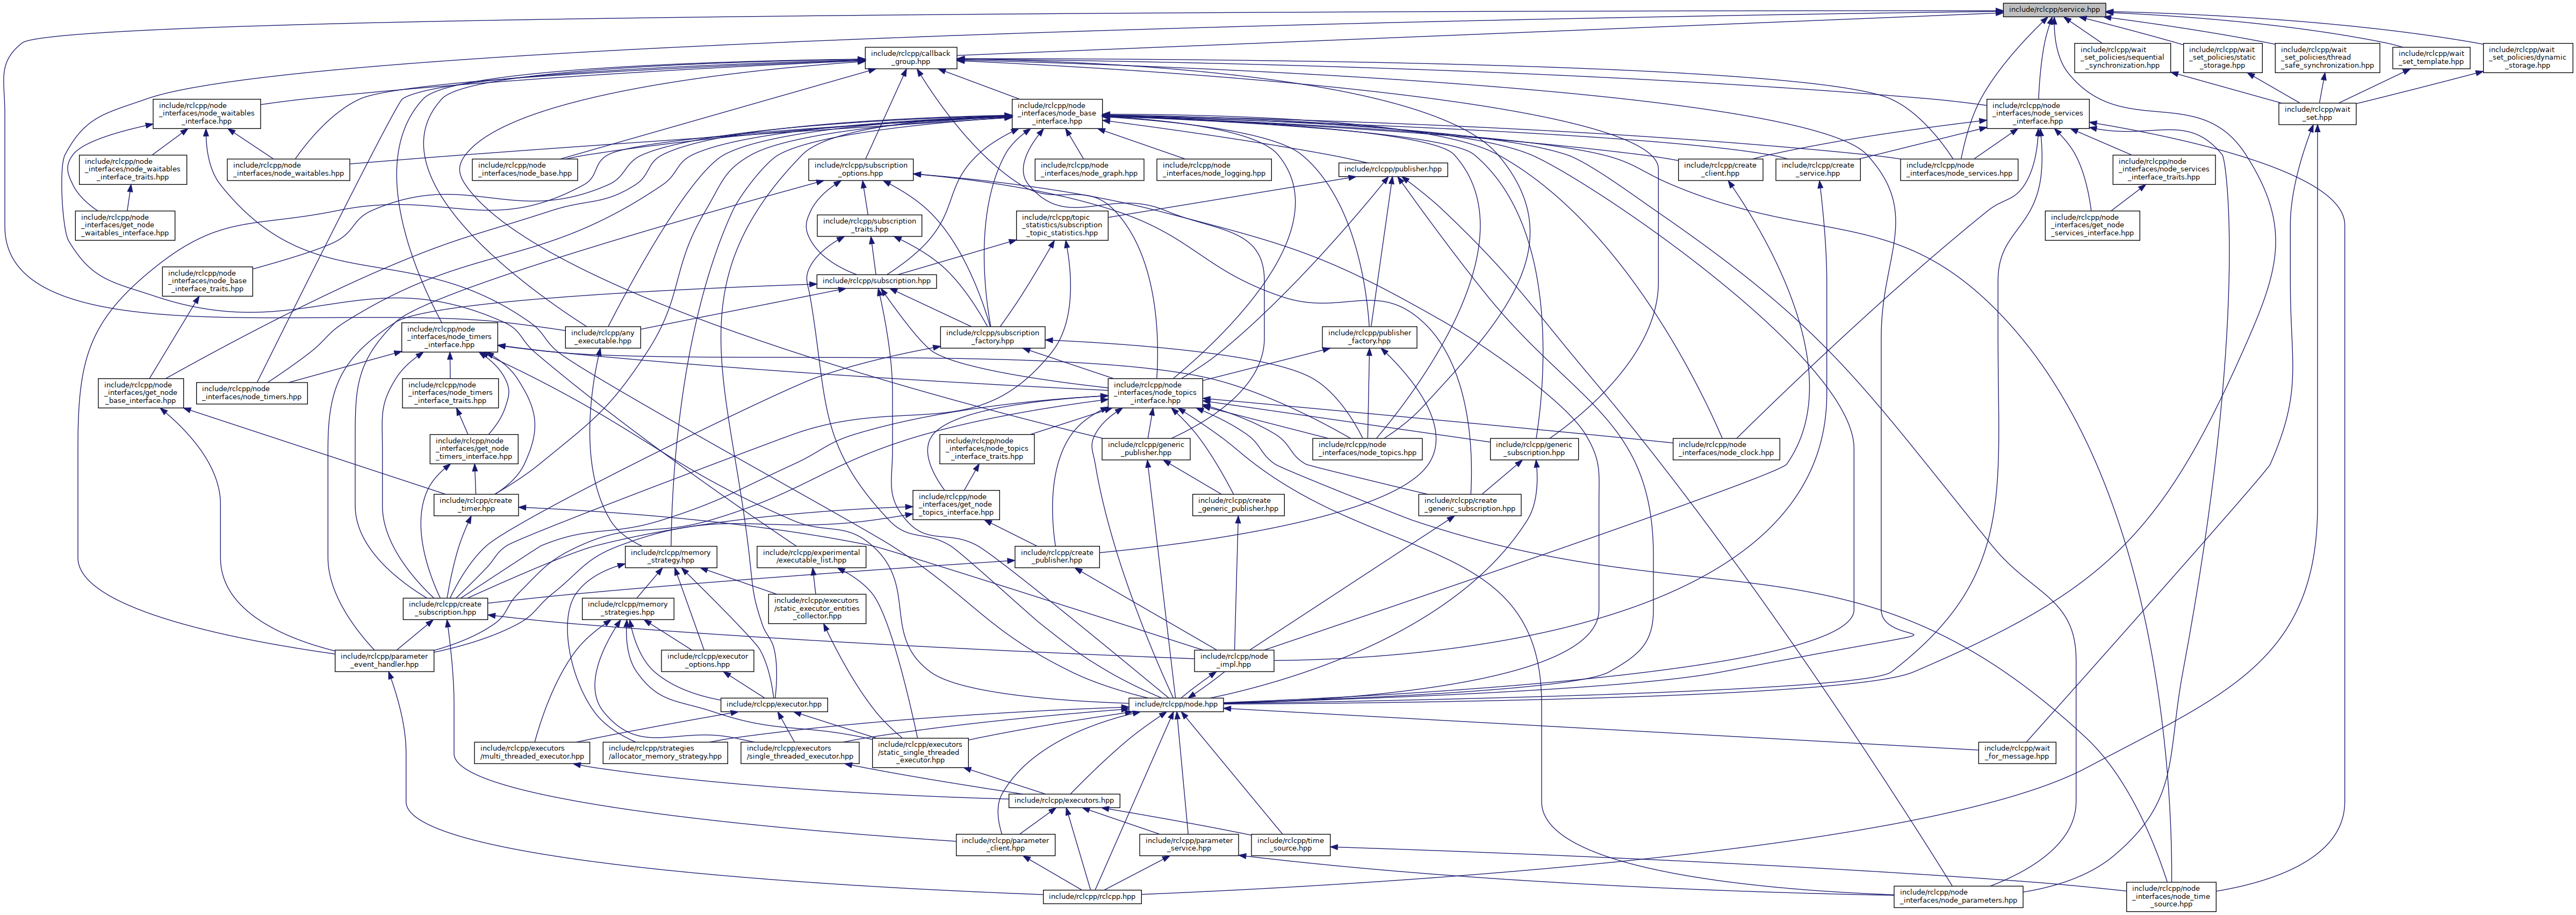 include/rclcpp/service.hpp
include/rclcpp/callback
_group.hpp
include/rclcpp/wait
set_policies/sequential
_synchronization.hpp
include/rclcpp/wait
_set_policies/static
_storage.hpp
include/rclcpp/wait
_set_policies/thread
_safe_synchronization.hpp
include/rclcpp/wait
_set_template.hpp
include/rclcpp/wait
_set_policies/dynamic
_storage.hpp
include/rclcpp/node
_interfaces/node_waitables
_interface.hpp
include/rclcpp/node
_interfaces/node_base
_interface.hpp
include/rclcpp/node
_interfaces/node_services
_interface.hpp
include/rclcpp/wait
_set.hpp
include/rclcpp/node
_interfaces/node_waitables
_interface_traits.hpp
include/rclcpp/node
_interfaces/node_waitables.hpp
include/rclcpp/node
_interfaces/node_base.hpp
include/rclcpp/subscription
_options.hpp
include/rclcpp/node
_interfaces/node_graph.hpp
include/rclcpp/node
_interfaces/node_logging.hpp
include/rclcpp/publisher.hpp
include/rclcpp/create
_client.hpp
include/rclcpp/create
_service.hpp
include/rclcpp/node
_interfaces/node_services.hpp
include/rclcpp/node
_interfaces/node_services
_interface_traits.hpp
include/rclcpp/node
_interfaces/get_node
_waitables_interface.hpp
include/rclcpp/subscription
_traits.hpp
include/rclcpp/topic
_statistics/subscription
_topic_statistics.hpp
include/rclcpp/node
_interfaces/get_node
_services_interface.hpp
include/rclcpp/node
_interfaces/node_base
_interface_traits.hpp
include/rclcpp/subscription.hpp
include/rclcpp/node
_interfaces/node_timers
_interface.hpp
include/rclcpp/any
_executable.hpp
include/rclcpp/subscription
_factory.hpp
include/rclcpp/publisher
_factory.hpp
include/rclcpp/node
_interfaces/get_node
_base_interface.hpp
include/rclcpp/node
_interfaces/node_timers.hpp
include/rclcpp/node
_interfaces/node_timers
_interface_traits.hpp
include/rclcpp/node
_interfaces/node_topics
_interface.hpp
include/rclcpp/node
_interfaces/get_node
_timers_interface.hpp
include/rclcpp/node
_interfaces/node_topics
_interface_traits.hpp
include/rclcpp/generic
_publisher.hpp
include/rclcpp/node
_interfaces/node_topics.hpp
include/rclcpp/generic
_subscription.hpp
include/rclcpp/node
_interfaces/node_clock.hpp
include/rclcpp/create
_timer.hpp
include/rclcpp/node
_interfaces/get_node
_topics_interface.hpp
include/rclcpp/create
_generic_publisher.hpp
include/rclcpp/create
_generic_subscription.hpp
include/rclcpp/memory
_strategy.hpp
include/rclcpp/experimental
/executable_list.hpp
include/rclcpp/create
_publisher.hpp
include/rclcpp/create
_subscription.hpp
include/rclcpp/memory
_strategies.hpp
include/rclcpp/executors
/static_executor_entities
_collector.hpp
include/rclcpp/parameter
_event_handler.hpp
include/rclcpp/executor
_options.hpp
include/rclcpp/node
_impl.hpp
include/rclcpp/executor.hpp
include/rclcpp/node.hpp
include/rclcpp/executors
/multi_threaded_executor.hpp
include/rclcpp/strategies
/allocator_memory_strategy.hpp
include/rclcpp/executors
/single_threaded_executor.hpp
include/rclcpp/executors
/static_single_threaded
_executor.hpp
include/rclcpp/wait
_for_message.hpp
include/rclcpp/executors.hpp
include/rclcpp/parameter
_client.hpp
include/rclcpp/parameter
_service.hpp
include/rclcpp/time
_source.hpp
include/rclcpp/rclcpp.hpp
include/rclcpp/node
_interfaces/node_parameters.hpp
include/rclcpp/node
_interfaces/node_time
_source.hpp